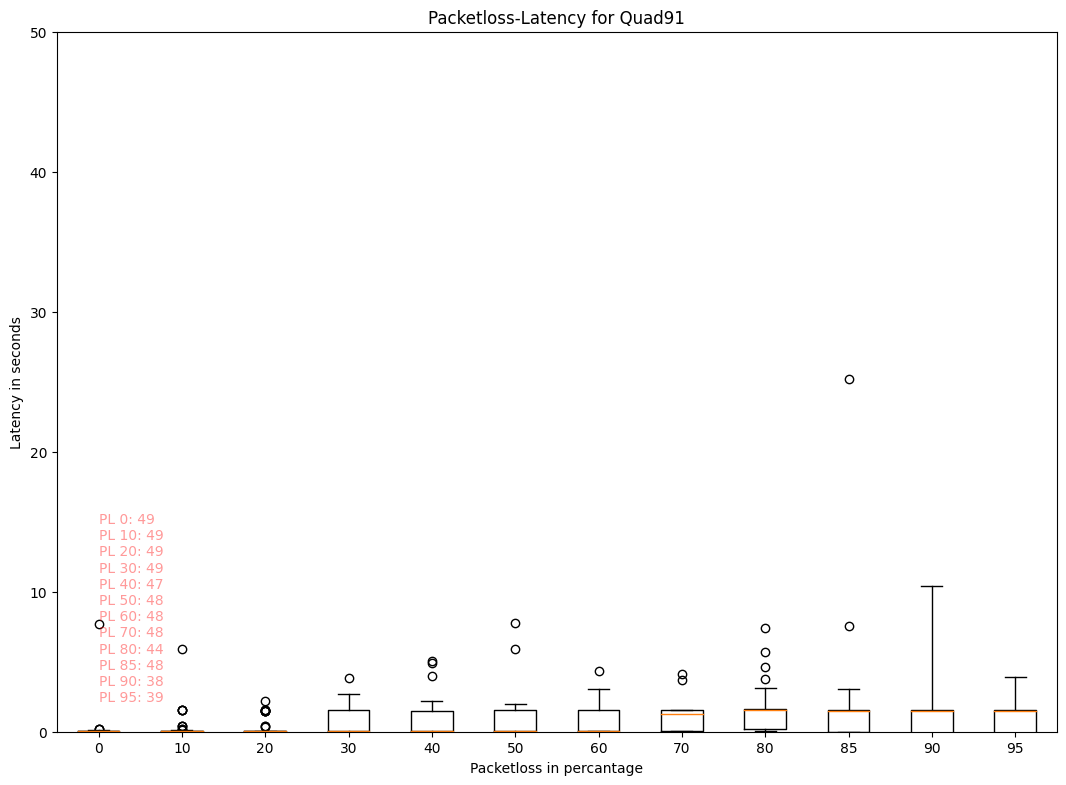 Packetloss-Latency for Quad91
50
40
30
20
10
0
Latency in seconds
PL 0: 49
PL 10: 49
PL 20: 49
PL 30: 49
PL 40: 47
PL 50: 48
PL 60: 48
PL 70: 48
PL 80: 44
PL 85: 48
PL 90: 38
PL 95: 39
0 10 20 30 40 50 60 70 80 85 90 95
Packetloss in percantage